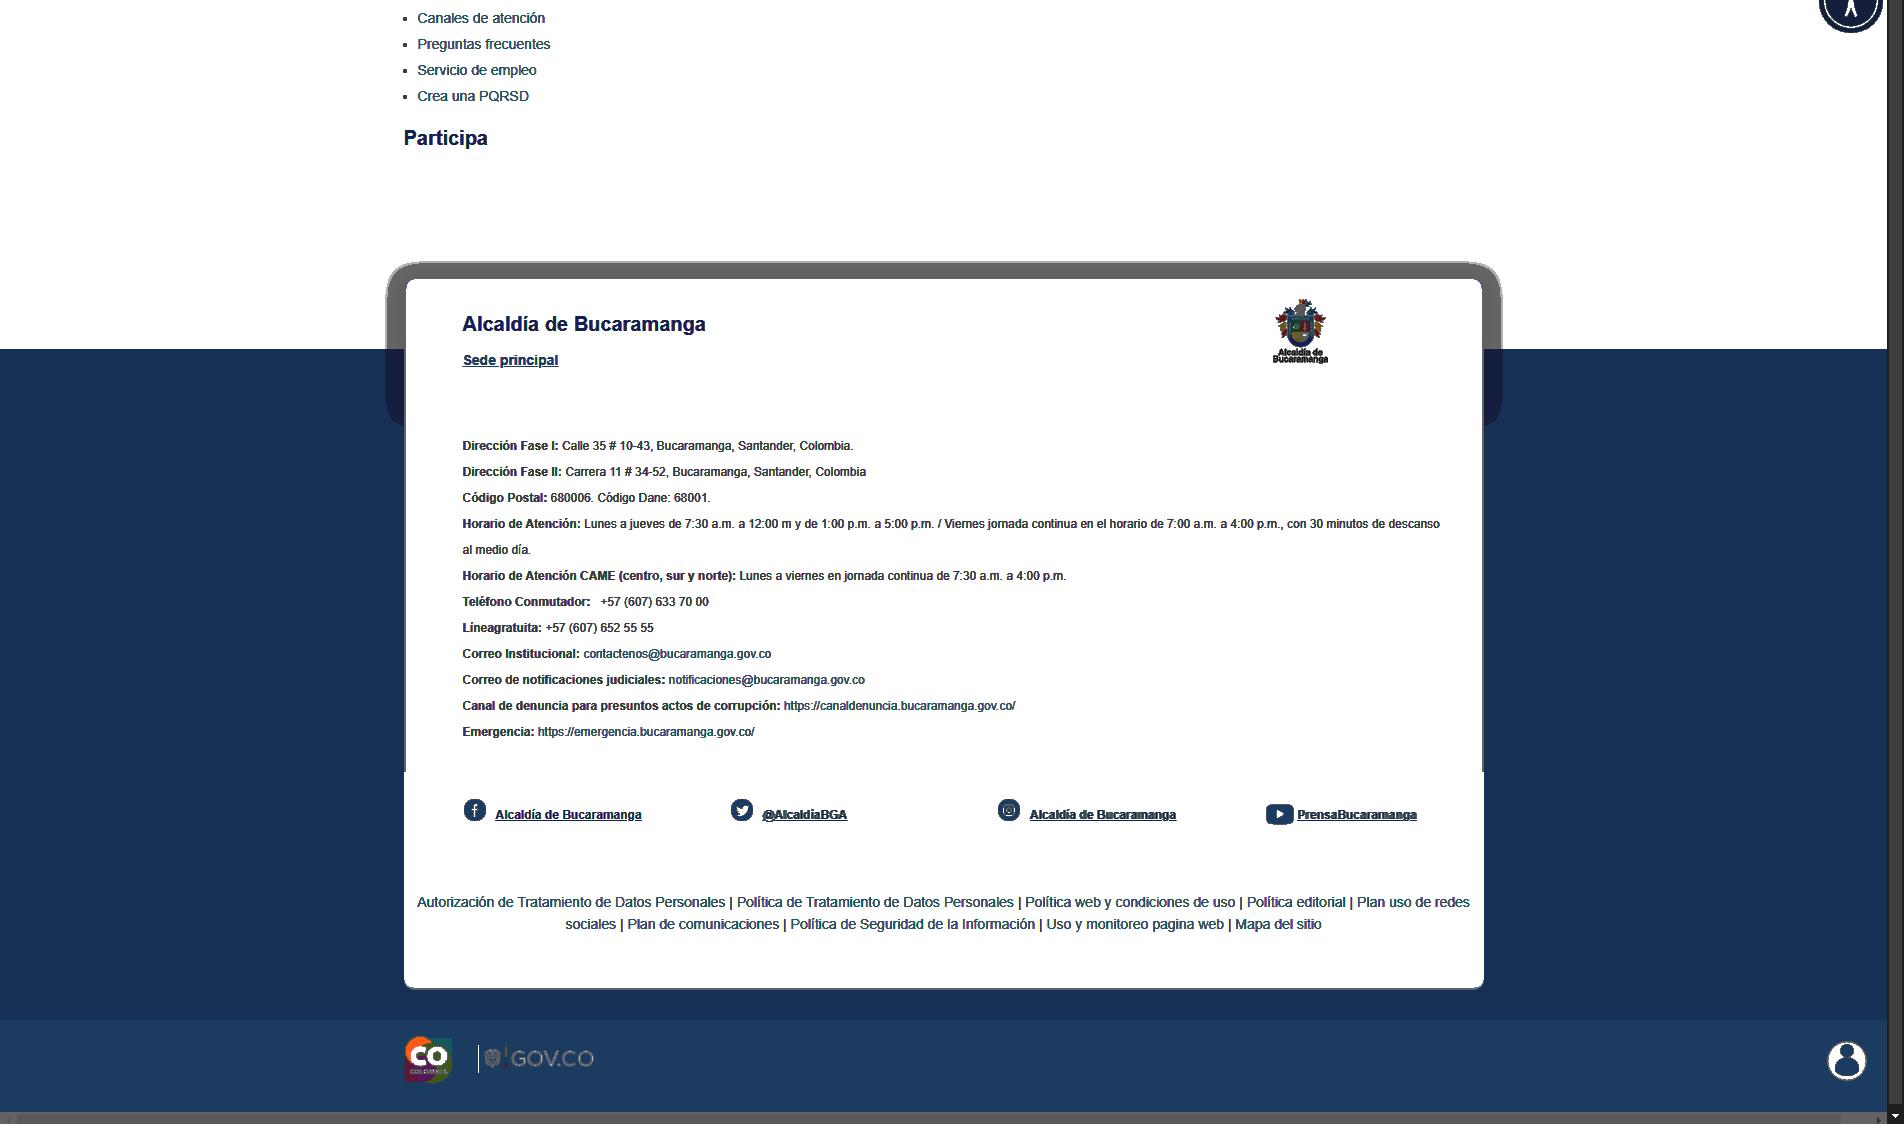 Canales de atención
Preguntas frecuentes
Servicio de empleo
Crea una PQRSD
Participa
Alcaldía de Bucaramanga
Alcaldía de
Bucaramanga
Sede principal
Dirección Fase I: Calle 35 # 10-43, Bucaramanga, Santander, Colombia.
Dirección Fase II: Carrera 11 # 34-52, Bucaramanga, Santander, Colombia
Código Postal: 680006. Código Dane: 68001.
Horario de Atención: Lunes a jueves de 7:30 a.m. a 12:00 m y de 1:00 p.m. a 5:00 p.m. / Viernes jornada continua en el horario de 7:00 a.m. a 4:00 p.m., con 30 minutos de descanso
al medio día.
Horario de Atención CAME (centro, sur y norte): Lunes a viernes en jornada continua de 7:30 a.m. a 4:00 p.m.
Teléfono Conmutador: +57 (607) 633 70 00
Líneagratuita: +57 (607) 652 55 55
Correo Institucional: contactenos@bucaramanga.gov.co
Correo de notificaciones judiciales: notificaciones@bucaramanga.gov.co
Canal de denuncia para presuntos actos de corrupción: https://canaldenuncia.bucaramanga.gov.co/
Emergencia: https://emergencia.bucaramanga.gov.co/
Alcaldía de Bucaramanga
@AlcaldiaBGA
Alcaldía de Bucaramanga
PrensaBucaramanga
Autorización de Tratamiento de Datos Personales | Política de Tratamiento de Datos Personales | Política web y condiciones de uso | Política editorial | Plan uso de redes
sociales | Plan de comunicaciones | Política de Seguridad de la Información | Uso y monitoreo pagina web | Mapa del sitio
CO
COLOMBIA
GOV.CO